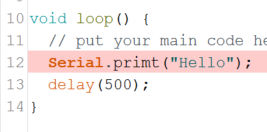 10 void loop() {
11 // put your main code he
12 Serial.primt("Hello");
13 delay(500);
14 }